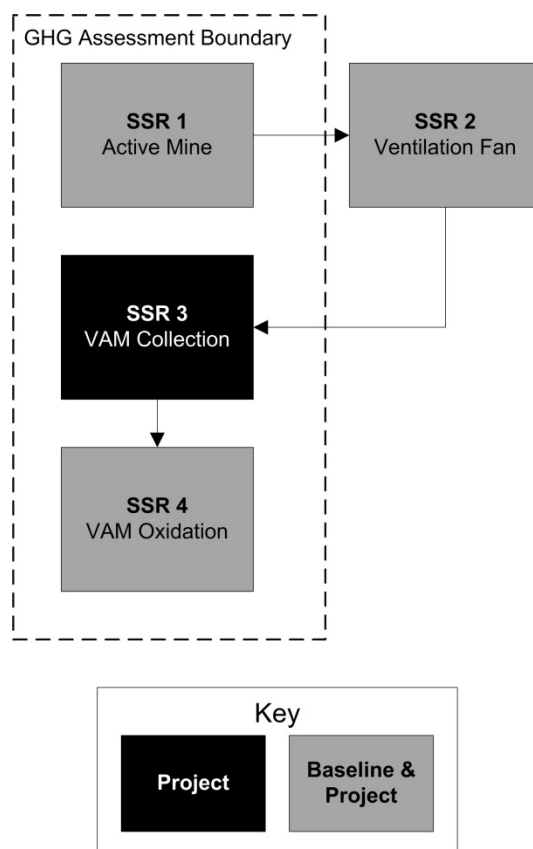 GHG Assessment Boundary
SSR 1
Active Mine
SSR 2
Ventilation Fan
SSR 3
VAM Collection
SSR 4
VAM Oxidation
Key
Project
Baseline &
Project